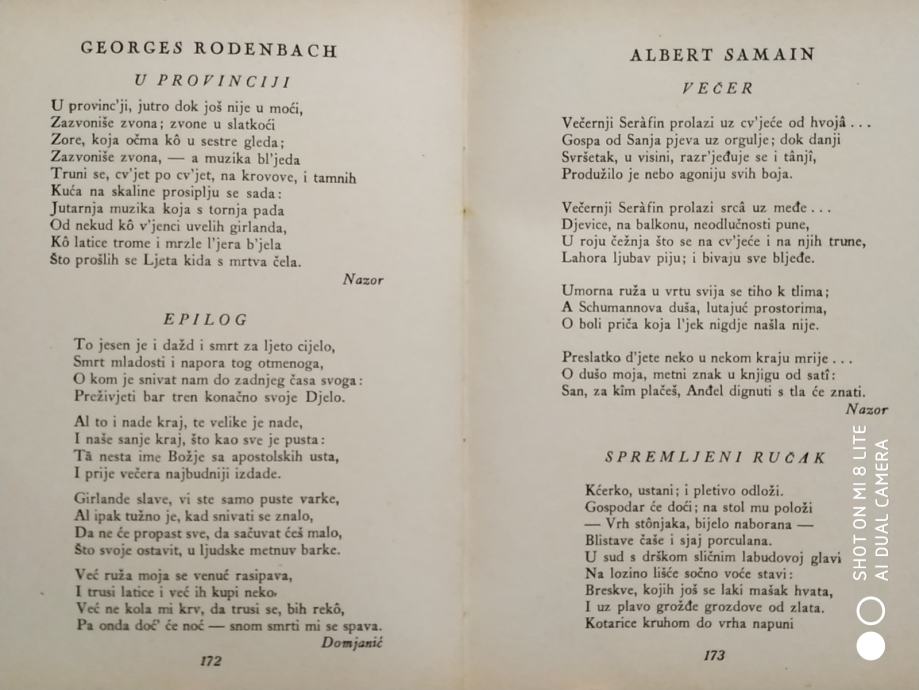 GEORGES RODENBACH
U PROVINCIJI
U provinc'ji, jutro dok još nije u moći,
Zazvoniše zvona; zvone u slatkoći
Zore, koja očma kô u sestre gleda;
Zazvoniše zvona, — a muzika bl'jeda
Truni se, cv'jet po cv'jet, na krovove, i tamnih
Kuća na skaline prosiplju se sada:
Jutarnja muzika koja s tornja pada
Od nekud kô v'jenci uvelih girlanda,
Kô latice trome i mrzle l'jera b'jela
Što prošlih se Ljeta kida s mrtva čela.
Nazor
EPILOG
To jesen je i dažd i smrt za ljeto cijelo,
Smrt mladosti i napora tog otmenoga,
O kom je snivat nam do zadnjeg časa svoga:
Preživjeti bar tren konačno svoje Djelo.
Al to i nade kraj, te velike je nade,
I naše sanje kraj, što kao sve je pusta:
Tã nesta ime Božje sa apostolskih usta,
I prije večera najbudniji izdade.
Girlande slave, vi ste samo puste varke,
Al ipak tužno je, kad snivati se znalo,
Da ne će propast sve, da sačuvat ćeš malo,
Što svoje ostavit, u ljudske metnuv barke.
Već ruža moja se venuć rasipava,
I trusi latice i već ih kupi neko.
Već ne kola mi krv, da trusi se, bih rekô,
Pa onda doć' će noć — snom smrti mi se spava.
Domjanić
172
ALBERT SAMAIN
VEČER
Večernji Seràfin prolazi uz cv'jeće od hvojâ . . .
Gospa od Sanja pjeva uz orgulje; dok danji
Svršetak, u visini, razr'jeđuje se i tânjî,
Produžilo je nebo agoniju svih boja.
Večernji Seràfin prolazi srcâ uz međe . . .
Djevice, na balkonu, neodlučnosti pune,
U roju čežnja što se na cv'jeće i na njih trune,
Lahora ljubav piju; i bivaju sve bljeđe.
Umorna ruža u vrtu svija se tiho k tlima;
A Schumannova duša, lutajuć prostorima,
O boli priča koja l'jek nigdje našla nije.
Preslatko d'jete neko u nekom kraju mrije . . .
O dušo moja, metni znak u knjigu od satî:
San, za kîm plačeš, Anđel dignuti s tla će znati.
Nazor
SPREMLJENI RUČAK
Kćerko, ustani; i pletivo odloži.
Gospodar će doći; na stol mu položi
— Vrh stônjaka, bijelo naborana —
Blistave čaše i sjaj porculana.
U sud s drškom sličnim labudovoj glavi
Na lozino lišće sočno voće stavi:
Breskve, kojih još se laki mašak hvata,
I uz plavo grožđe grozdove od zlata.
Kotarice kruhom do vrha napuni
173
SHOT ON MI 8 LITE
AI DUAL CAMERA